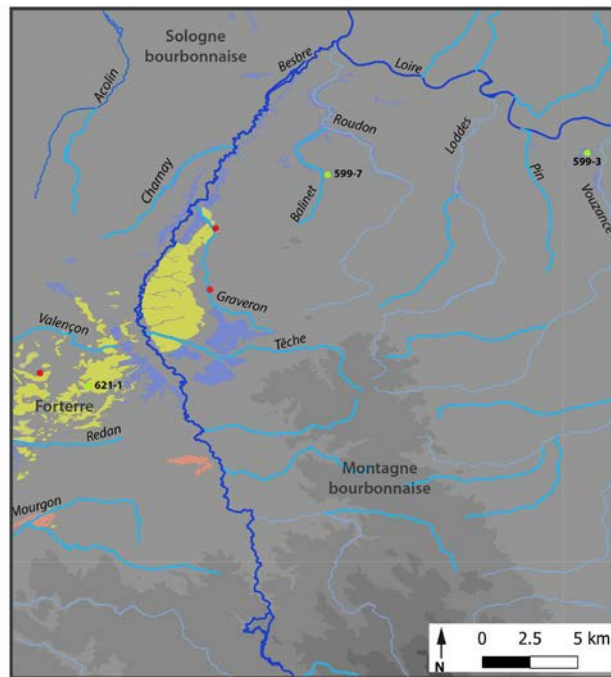 Sologne
bourbonnaise
Besbre
Loire
Acolin
Roudon
Loddes
Charnay
599-7
599-3
Pin
Balinet
Vouzance
Graveron
Valençon
Têche
621-1
Forterre
Redan
Montagne
bourbonnaise
Mourgon
N
0 2.5 5 km